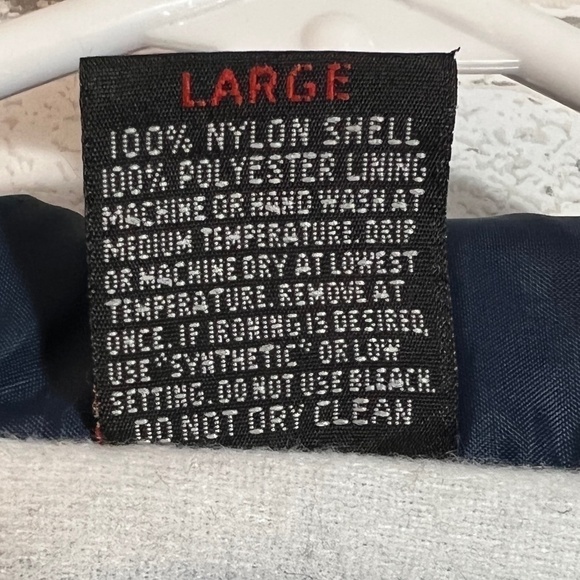 LARGE
100% NYLON SHELL
100% POLYESTER LINING
MACHINE OR HAND WASH AT
MEDIUM TEMPERATURE. DRIP
OR MACHINE DRY AT LOWEST
TEMPERATURE. REMOVE AT
ONCE. IF IRONING IS DESIRED,
USE "SYNTHETIC" OR LOW
SETTING. DO NOT USE BLEACH
DO NOT DRY CLEAN